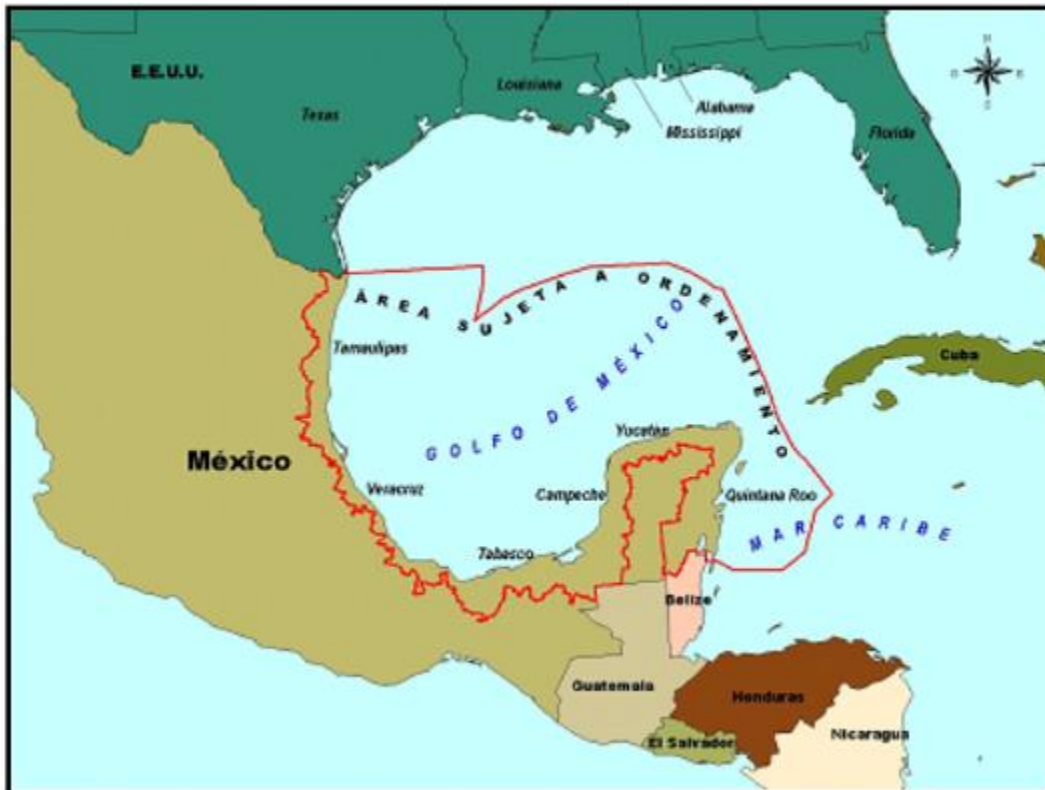 N
O E
S
E.E.U.U.
Louisiana
Texas
Alabama
Mississippi
Florida
ÁREA SUJETA A ORDENAMIENTO
Tamaulipas
GOLFO DE MÉXICO
Cuba
Yucatán
México
Veracruz
Campeche
Quintana Roo
MAR CARIBE
Tabasco
Belize
Guatemala
Honduras
El Salvador
Nicaragua